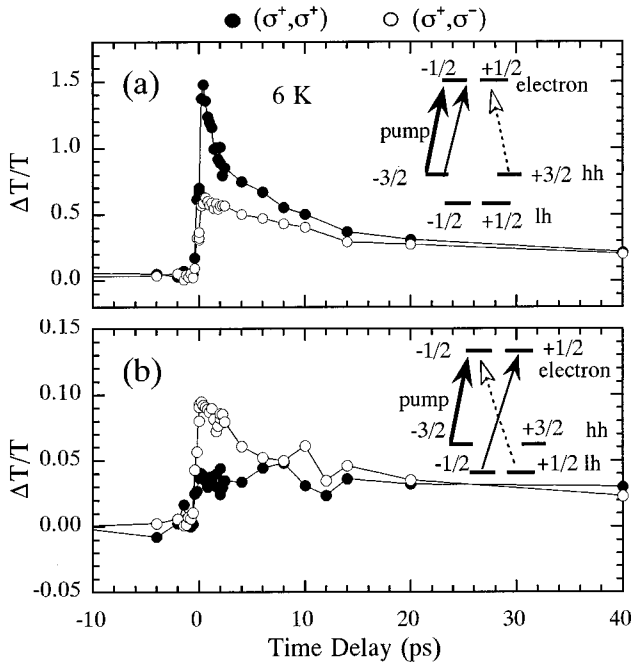 (σ⁺,σ⁺) (σ⁺,σ⁻)
(a)
6 K
-1/2 +1/2
electron
pump
-3/2 +3/2 hh
-1/2 +1/2 lh
ΔT/T
1.5
1.0
0.5
0.0
(b)
-1/2 +1/2
electron
pump
-3/2 +3/2 hh
-1/2 +1/2 lh
ΔT/T
0.15
0.10
0.05
0.00
-0.05
-10 0 10 20 30 40
Time Delay (ps)